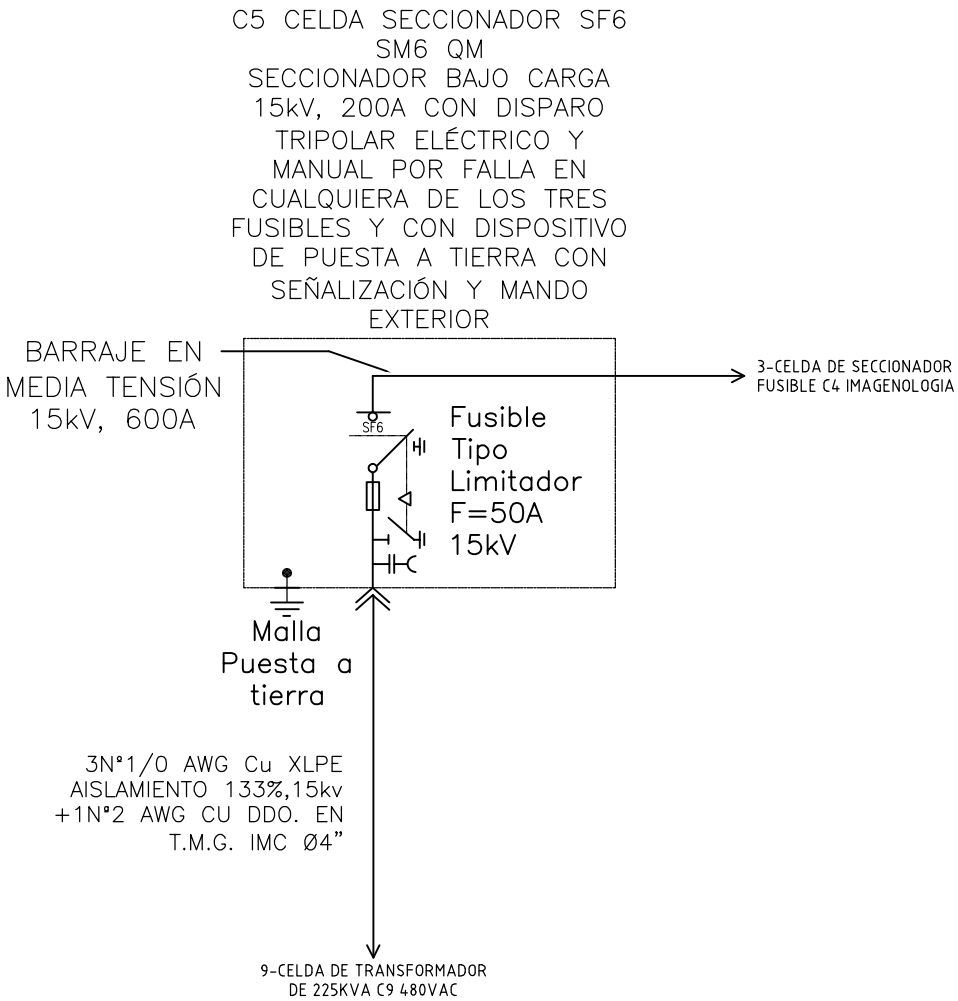 C5 CELDA SECCIONADOR SF6
SM6 QM
SECCIONADOR BAJO CARGA
15kV, 200A CON DISPARO
TRIPOLAR ELÉCTRICO Y
MANUAL POR FALLA EN
CUALQUIERA DE LOS TRES
FUSIBLES Y CON DISPOSITIVO
DE PUESTA A TIERRA CON
SEÑALIZACIÓN Y MANDO
EXTERIOR
BARRAJE EN
MEDIA TENSIÓN
15kV, 600A
3-CELDA DE SECCIONADOR
FUSIBLE C4 IMAGENOLOGIA
SF6
Fusible
Tipo
Limitador
F=50A
15kV
Malla
Puesta a
tierra
3N°1/0 AWG Cu XLPE
AISLAMIENTO 133%,15kv
+1N°2 AWG CU DDO. EN
T.M.G. IMC Ø4”
9-CELDA DE TRANSFORMADOR
DE 225KVA C9 480VAC